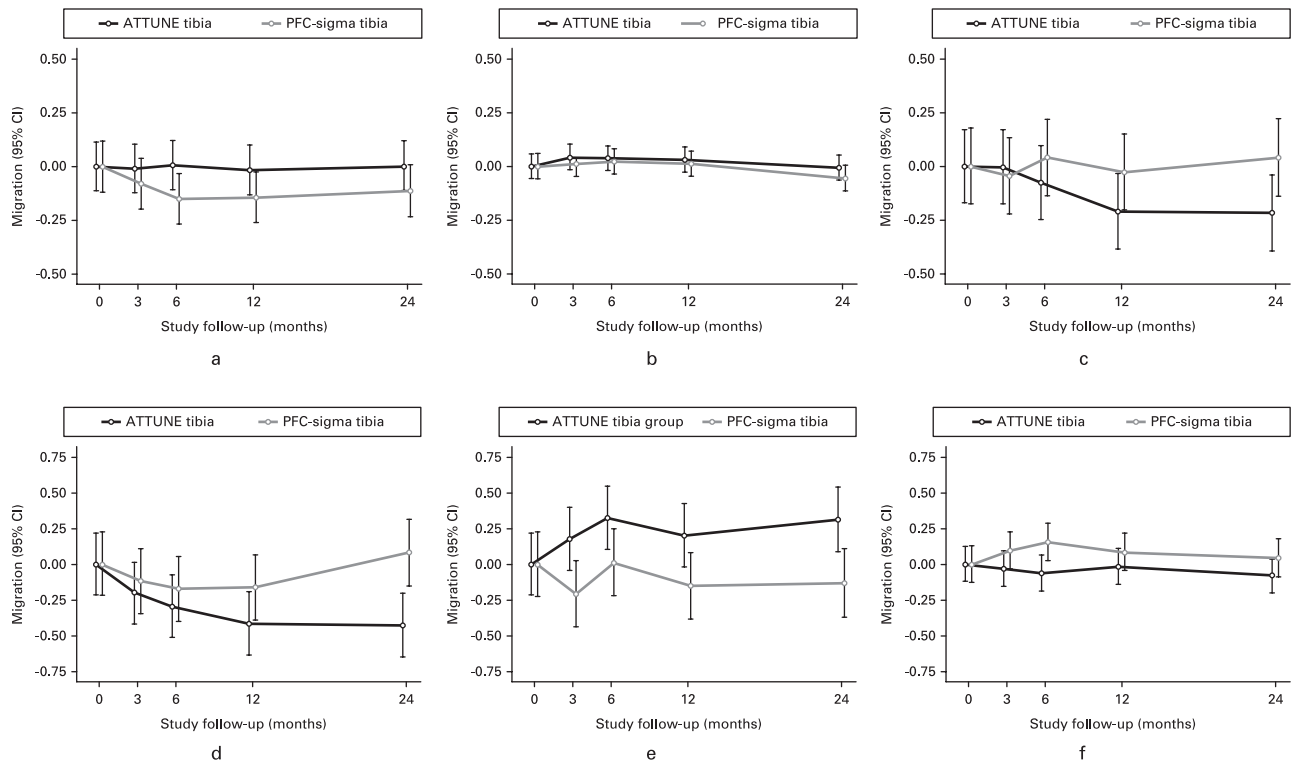 ATTUNE tibia PFC-sigma tibia
0.50
0.25
0.00
-0.25
-0.50
Migration (95% CI)
0 3 6 12 24
Study follow-up (months)
a
ATTUNE tibia PFC-sigma tibia
0.50
0.25
0.00
-0.25
-0.50
Migration (95% CI)
0 3 6 12 24
Study follow-up (months)
b
ATTUNE tibia PFC-sigma tibia
0.50
0.25
0.00
-0.25
-0.50
Migration (95% CI)
0 3 6 12 24
Study follow-up (months)
c
ATTUNE tibia PFC-sigma tibia
0.75
0.50
0.25
0.00
-0.25
-0.50
-0.75
Migration (95% CI)
0 3 6 12 24
Study follow-up (months)
d
ATTUNE tibia group PFC-sigma tibia
0.75
0.50
0.25
0.00
-0.25
-0.50
-0.75
Migration (95% CI)
0 3 6 12 24
Study follow-up (months)
e
ATTUNE tibia PFC-sigma tibia
0.75
0.50
0.25
0.00
-0.25
-0.50
-0.75
Migration (95% CI)
0 3 6 12 24
Study follow-up (months)
f